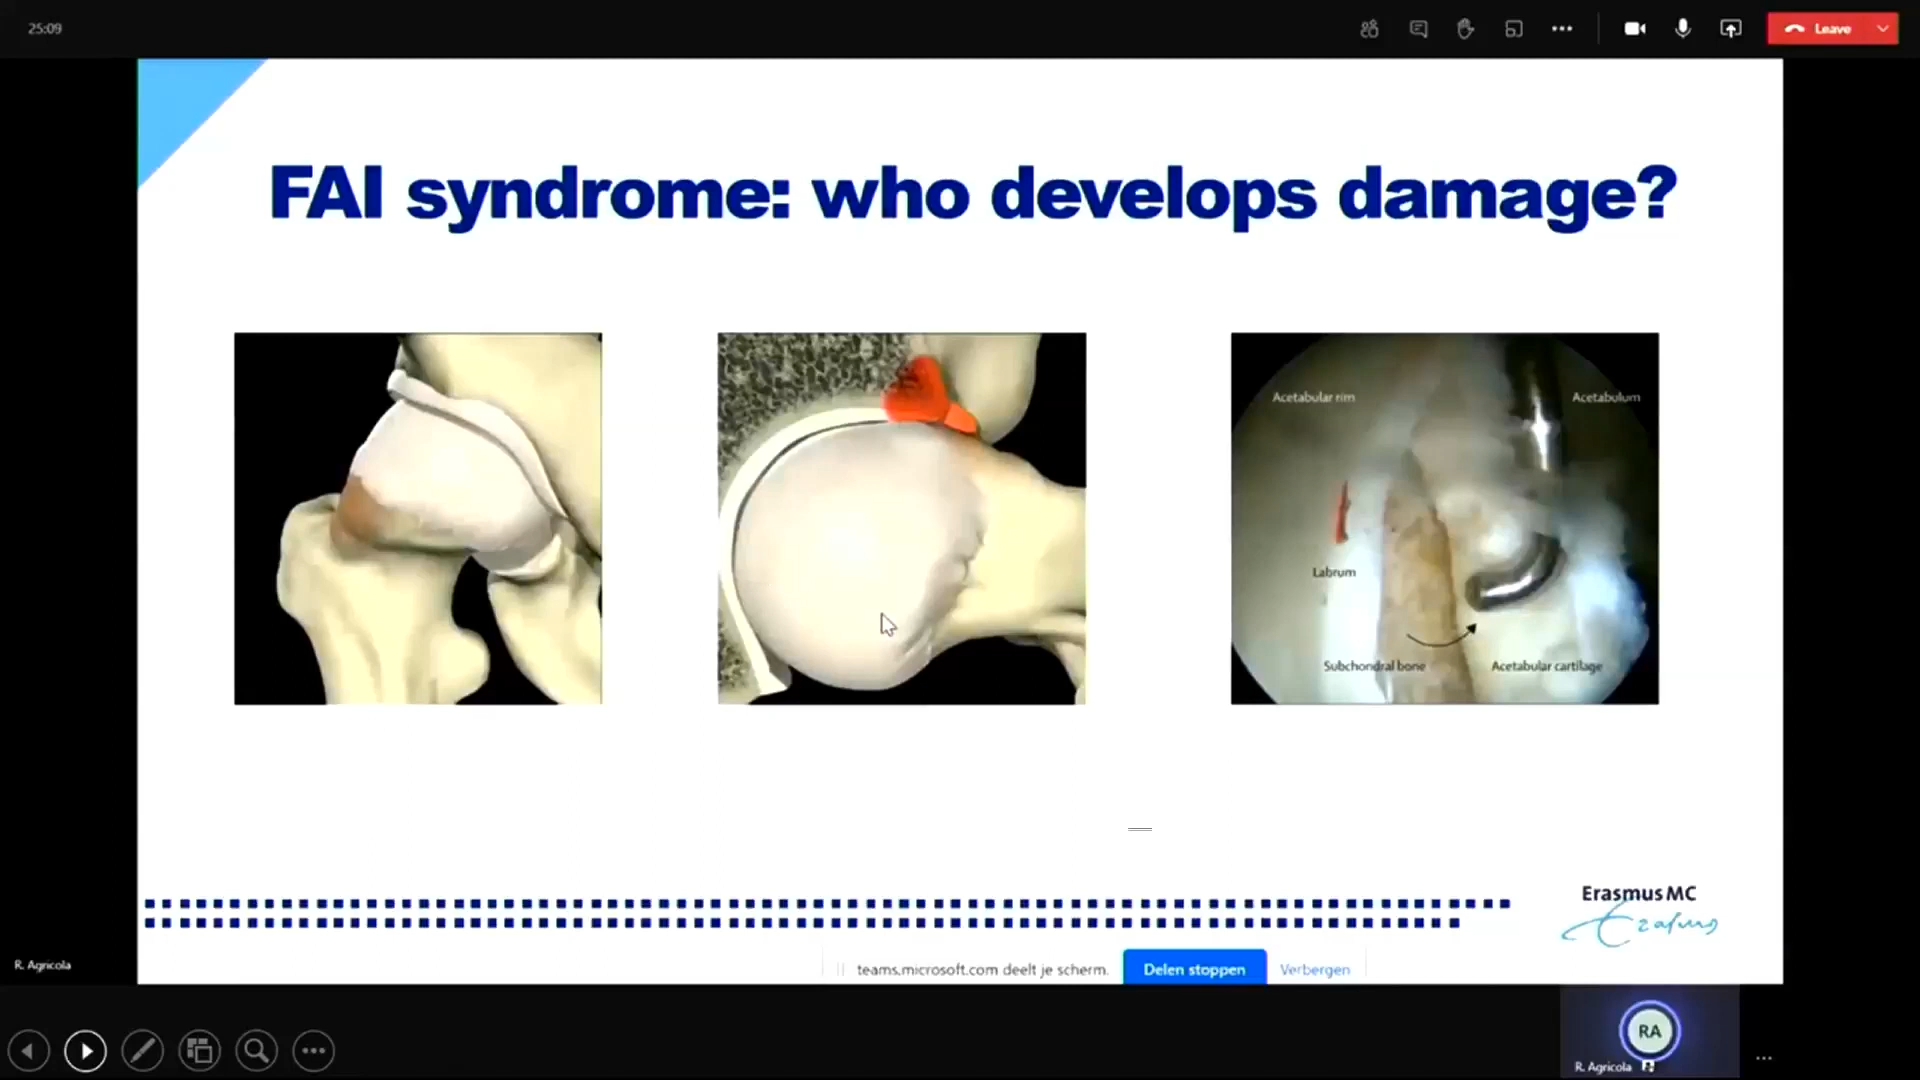 25:09
Leave
FAI syndrome: who develops damage?
Acetabular rim
Acetabulum
Labrum
Subchondral bone
Acetabular cartilage
Erasmus MC
Erasmus
R. Agricola
teams.microsoft.com deelt je scherm.
Delen stoppen
Verbergen
RA
R. Agricola